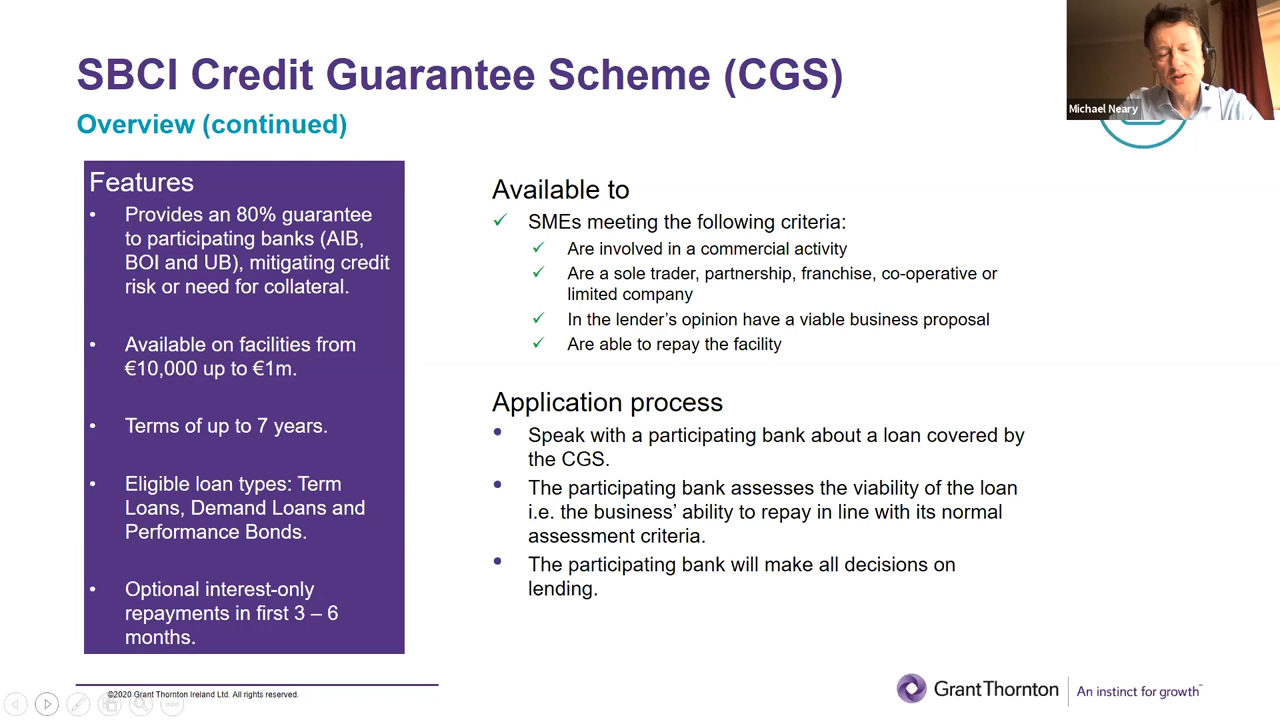 SBCI Credit Guarantee Scheme (CGS)
Overview (continued)
Michael Neary
Features
• Provides an 80% guarantee
to participating banks (AIB,
BOI and UB), mitigating credit
risk or need for collateral.
• Available on facilities from
€10,000 up to €1m.
• Terms of up to 7 years.
• Eligible loan types: Term
Loans, Demand Loans and
Performance Bonds.
• Optional interest-only
repayments in first 3 – 6
months.
Available to
✓ SMEs meeting the following criteria:
✓ Are involved in a commercial activity
✓ Are a sole trader, partnership, franchise, co-operative or
limited company
✓ In the lender’s opinion have a viable business proposal
✓ Are able to repay the facility
Application process
• Speak with a participating bank about a loan covered by
the CGS.
• The participating bank assesses the viability of the loan
i.e. the business’ ability to repay in line with its normal
assessment criteria.
• The participating bank will make all decisions on
lending.
©2020 Grant Thornton Ireland Ltd. All rights reserved.
GrantThornton
An instinct for growth™